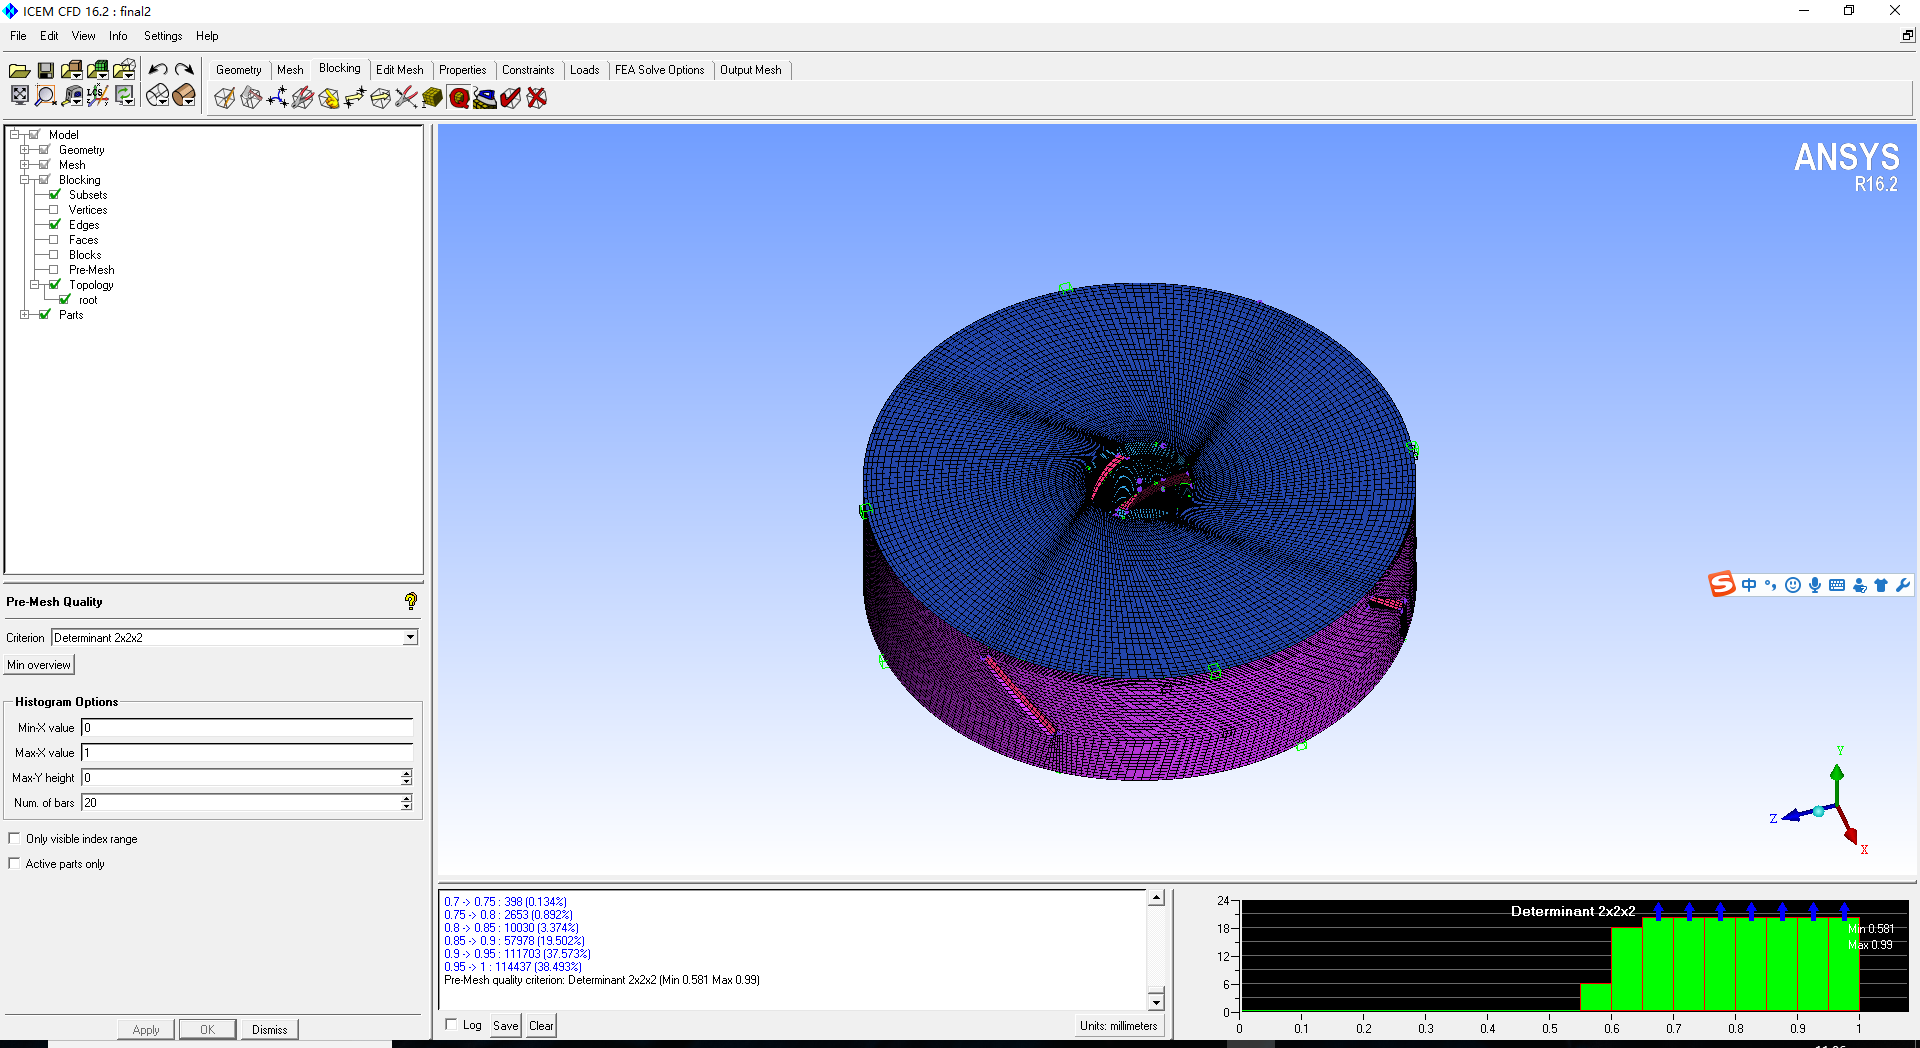 ICEM CFD 16.2 : final2
File Edit View Info Settings Help
Geometry Mesh Blocking Edit Mesh Properties Constraints Loads FEA Solve Options Output Mesh
LCS
Model
Geometry
Mesh
Blocking
Subsets
Vertices
Edges
Faces
Blocks
Pre-Mesh
Topology
root
Parts
ANSYS
R16.2
中
Y
Z
X
Pre-Mesh Quality
Criterion Determinant 2x2x2
Min overview
Histogram Options
Min-X value 0
Max-X value 1
Max-Y height 0
Num. of bars 20
Only visible index range
Active parts only
Apply OK Dismiss
0.7 -> 0.75 : 398 (0.134%)
0.75 -> 0.8 : 2653 (0.892%)
0.8 -> 0.85 : 10030 (3.374%)
0.85 -> 0.9 : 57978 (19.502%)
0.9 -> 0.95 : 111703 (37.573%)
0.95 -> 1 : 114437 (38.493%)
Pre-Mesh quality criterion: Determinant 2x2x2 (Min 0.581 Max 0.99)
Log Save Clear
Units: millimeters
Determinant 2x2x2
Min 0.581
Max 0.99
24
18
12
6
0
0 0.1 0.2 0.3 0.4 0.5 0.6 0.7 0.8 0.9 1